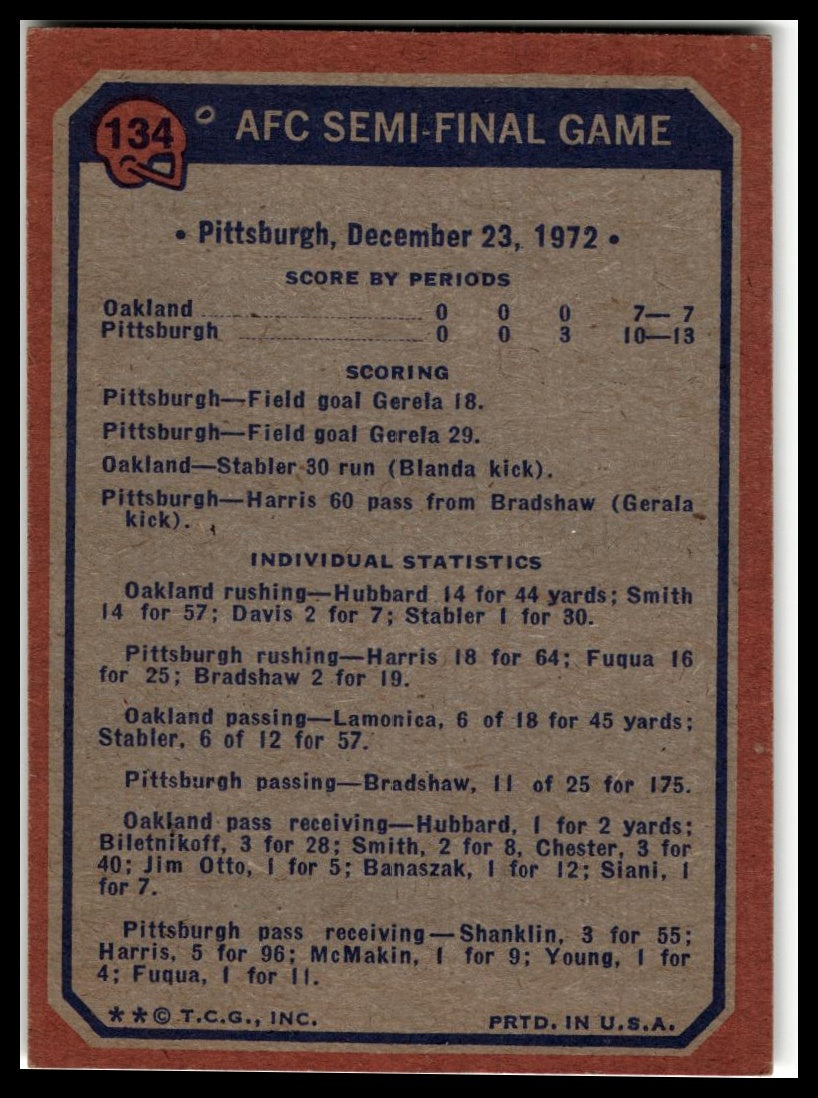 134 AFC SEMI-FINAL GAME
• Pittsburgh, December 23, 1972 •
SCORE BY PERIODS
Oakland 0 0 0 7— 7
Pittsburgh 0 0 3 10—13
SCORING
Pittsburgh—Field goal Gerela 18.
Pittsburgh—Field goal Gerela 29.
Oakland—Stabler 30 run (Blanda kick).
Pittsburgh—Harris 60 pass from Bradshaw (Gerala
kick).
INDIVIDUAL STATISTICS
Oakland rushing—Hubbard 14 for 44 yards; Smith
14 for 57; Davis 2 for 7; Stabler 1 for 30.
Pittsburgh rushing—Harris 18 for 64; Fuqua 16
for 25; Bradshaw 2 for 19.
Oakland passing—Lamonica, 6 of 18 for 45 yards;
Stabler, 6 of 12 for 57.
Pittsburgh passing—Bradshaw, 11 of 25 for 175.
Oakland pass receiving—Hubbard, 1 for 2 yards;
Biletnikoff, 3 for 28; Smith, 2 for 8, Chester, 3 for
40; Jim Otto, 1 for 5; Banaszak, 1 for 12; Siani, 1
for 7.
Pittsburgh pass receiving—Shanklin, 3 for 55;
Harris, 5 for 96; McMakin, 1 for 9; Young, 1 for
4; Fuqua, 1 for 11.
**© T.C.G., INC. PRTD. IN U.S.A.